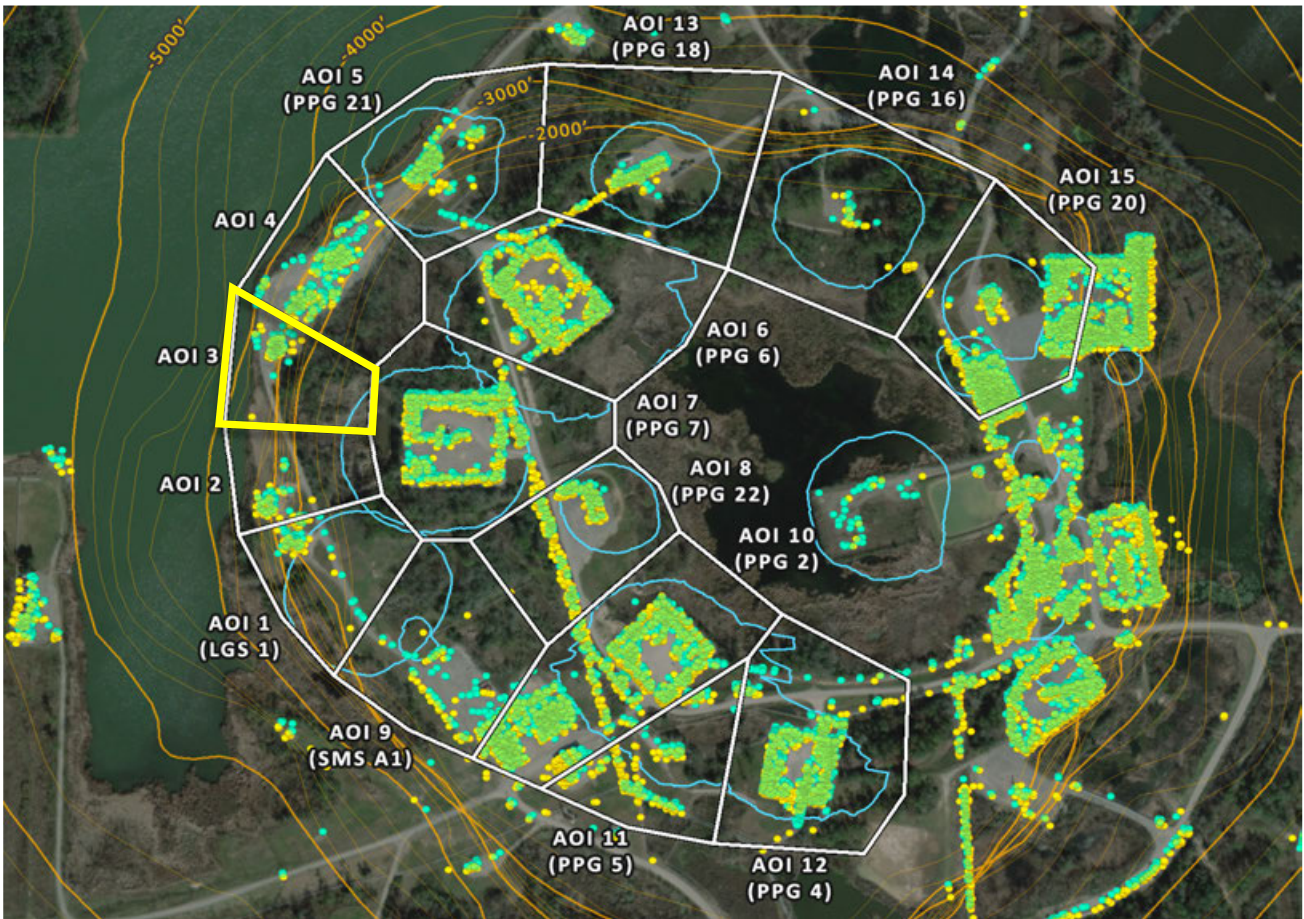 -5000'
-4000'
AOI 13
(PPG 18)
AOI 5
(PPG 21)
AOI 14
(PPG 16)
-3000'
-2000'
AOI 15
(PPG 20)
AOI 4
AOI 3
AOI 6
(PPG 6)
AOI 7
(PPG 7)
AOI 2
AOI 8
(PPG 22)
AOI 10
(PPG 2)
AOI 1
(LGS 1)
AOI 9
(SMS A1)
AOI 11
(PPG 5)
AOI 12
(PPG 4)